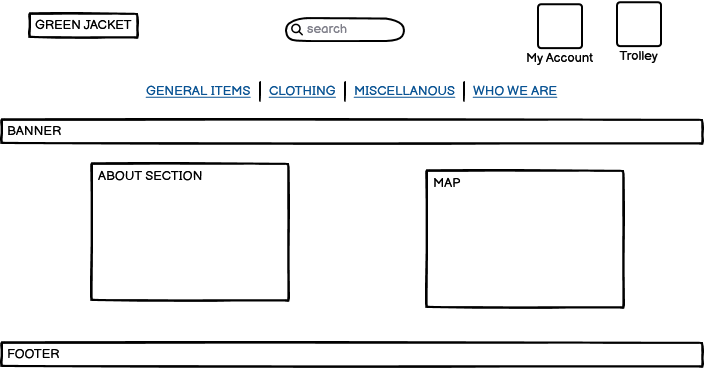 GREEN JACKET
search
My Account
Trolley
GENERAL ITEMS | CLOTHING | MISCELLANOUS | WHO WE ARE
BANNER
ABOUT SECTION
MAP
FOOTER